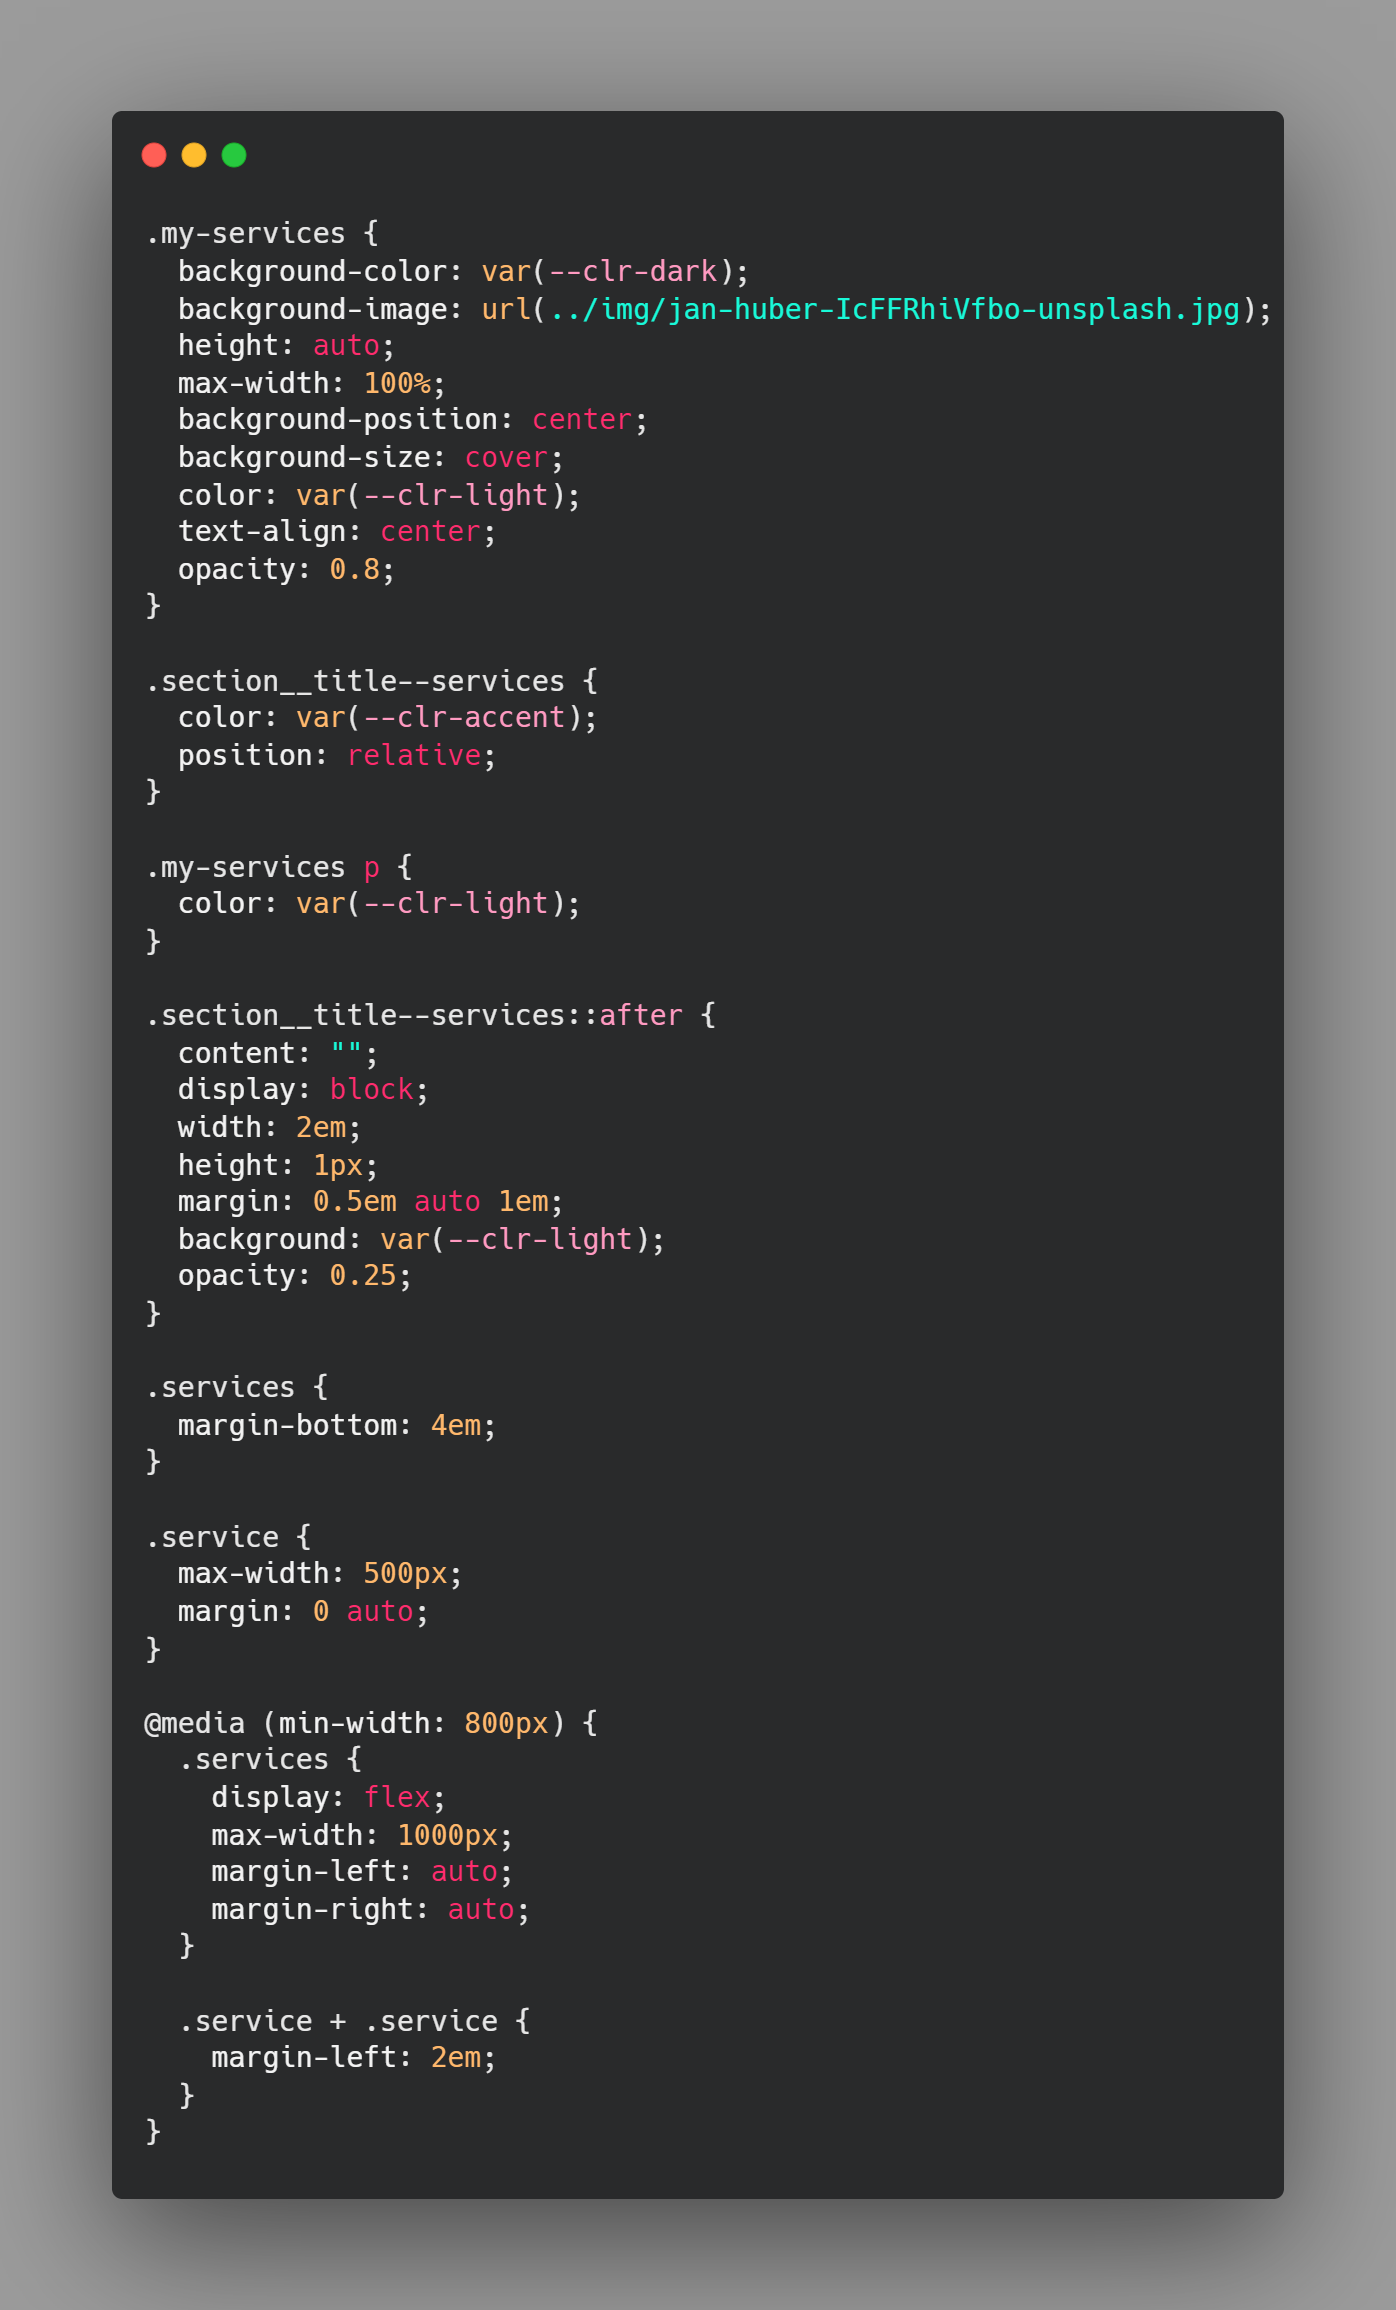 .my-services {
  background-color: var(--clr-dark);
  background-image: url(../img/jan-huber-IcFFRhiVfbo-unsplash.jpg);
  height: auto;
  max-width: 100%;
  background-position: center;
  background-size: cover;
  color: var(--clr-light);
  text-align: center;
  opacity: 0.8;
}

.section__title--services {
  color: var(--clr-accent);
  position: relative;
}

.my-services p {
  color: var(--clr-light);
}

.section__title--services::after {
  content: "";
  display: block;
  width: 2em;
  height: 1px;
  margin: 0.5em auto 1em;
  background: var(--clr-light);
  opacity: 0.25;
}

.services {
  margin-bottom: 4em;
}

.service {
  max-width: 500px;
  margin: 0 auto;
}

@media (min-width: 800px) {
  .services {
    display: flex;
    max-width: 1000px;
    margin-left: auto;
    margin-right: auto;
  }

  .service + .service {
    margin-left: 2em;
  }
}